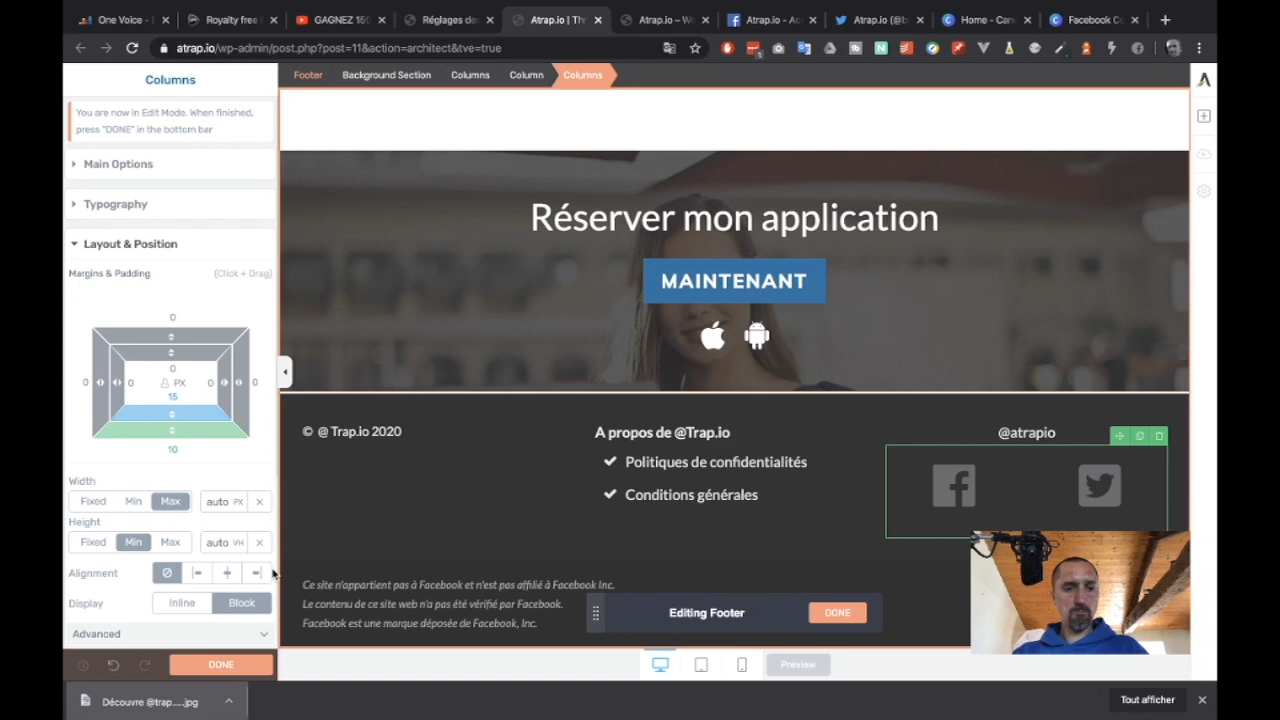 One Voice - I
Royalty free
GAGNEZ 15
Réglages de
Atrap.io | Th
Atrap.io – W
Atrap.io - Ac
Atrap.io (@b
Home - Can
Facebook Co
atrap.io/wp-admin/post.php?post=11&action=architect&tve=true
Columns
Footer
Background Section
Columns
Column
Columns
You are now in Edit Mode. When finished,
press "DONE" in the bottom bar
Main Options
Typography
Layout & Position
Margins & Padding
(Click + Drag)
0
0
0
0
PX
0
0
15
10
Width
Fixed
Min
Max
auto PX
Height
Fixed
Min
Max
auto VH
Alignment
Display
Inline
Block
Advanced
DONE
Réserver mon application
MAINTENANT
© @Trap.io 2020
A propos de @Trap.io
Politiques de confidentialités
Conditions générales
@atrapio
Ce site n'appartient pas à Facebook et n'est pas affilié à Facebook Inc.
Le contenu de ce site web n'a pas été vérifié par Facebook.
Facebook est une marque déposée de Facebook, Inc.
Editing Footer
DONE
Preview
Découvre @trap....jpg
Tout afficher